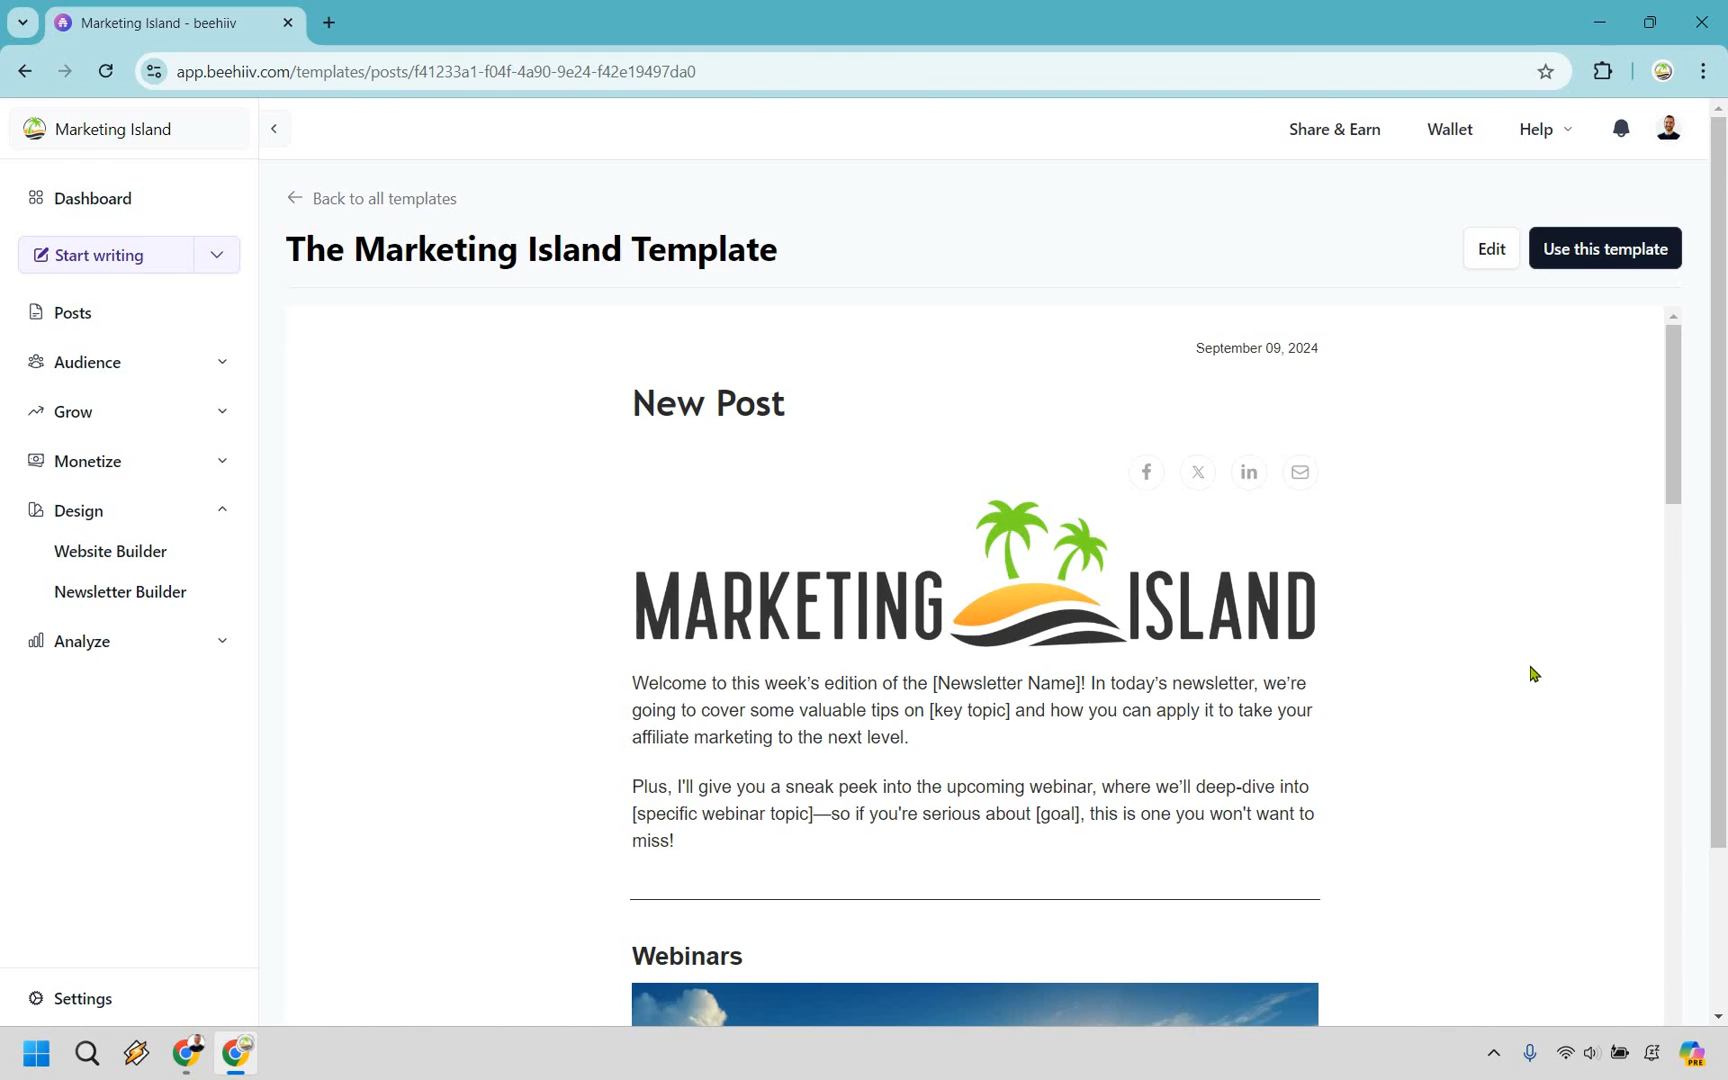 Marketing Island - beehiiv
app.beehiiv.com/templates/posts/f41233a1-f04f-4a90-9e24-f42e19497da0
Marketing Island
Share & Earn
Wallet
Help
Dashboard
Start writing
Posts
Audience
Grow
Monetize
Design
Website Builder
Newsletter Builder
Analyze
Settings
Back to all templates
The Marketing Island Template
Edit
Use this template
September 09, 2024
New Post
MARKETING ISLAND
Welcome to this week’s edition of the [Newsletter Name]! In today’s newsletter, we’re
going to cover some valuable tips on [key topic] and how you can apply it to take your
affiliate marketing to the next level.
Plus, I'll give you a sneak peek into the upcoming webinar, where we’ll deep-dive into
[specific webinar topic]—so if you're serious about [goal], this is one you won't want to
miss!
Webinars
PRE